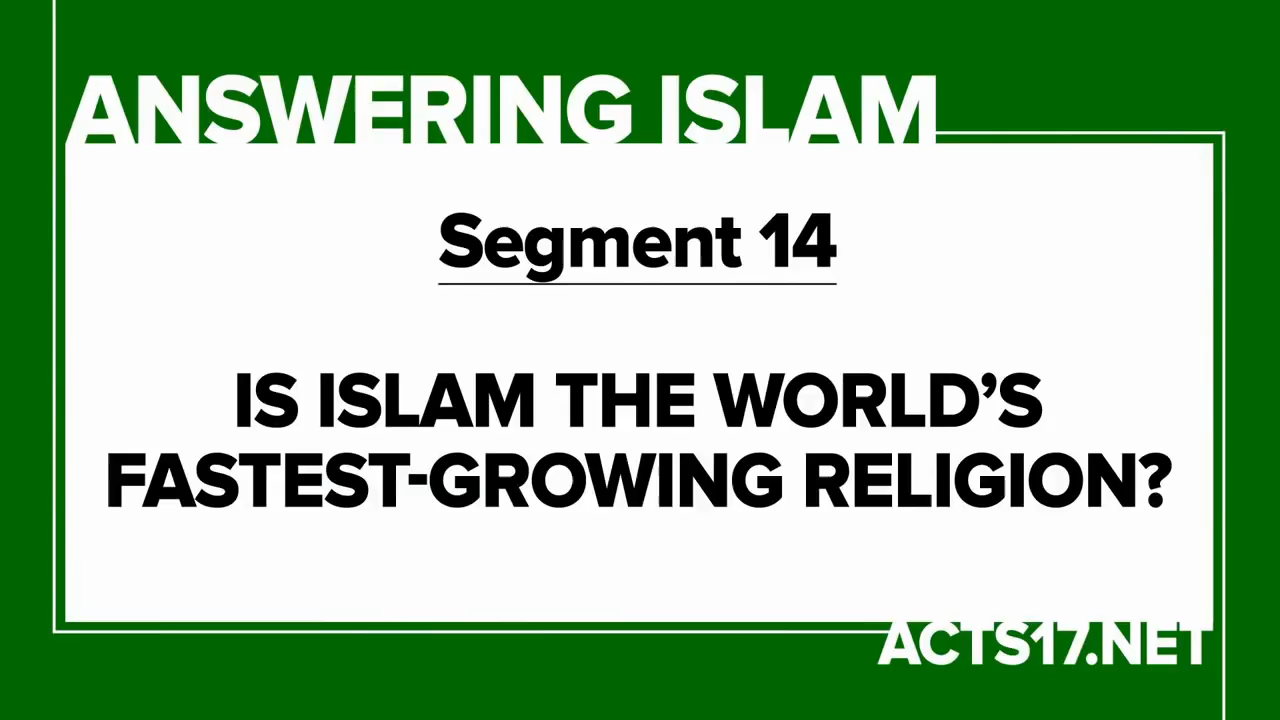 ANSWERING ISLAM
Segment 14
IS ISLAM THE WORLD'S
FASTEST-GROWING RELIGION?
ACTS17.NET